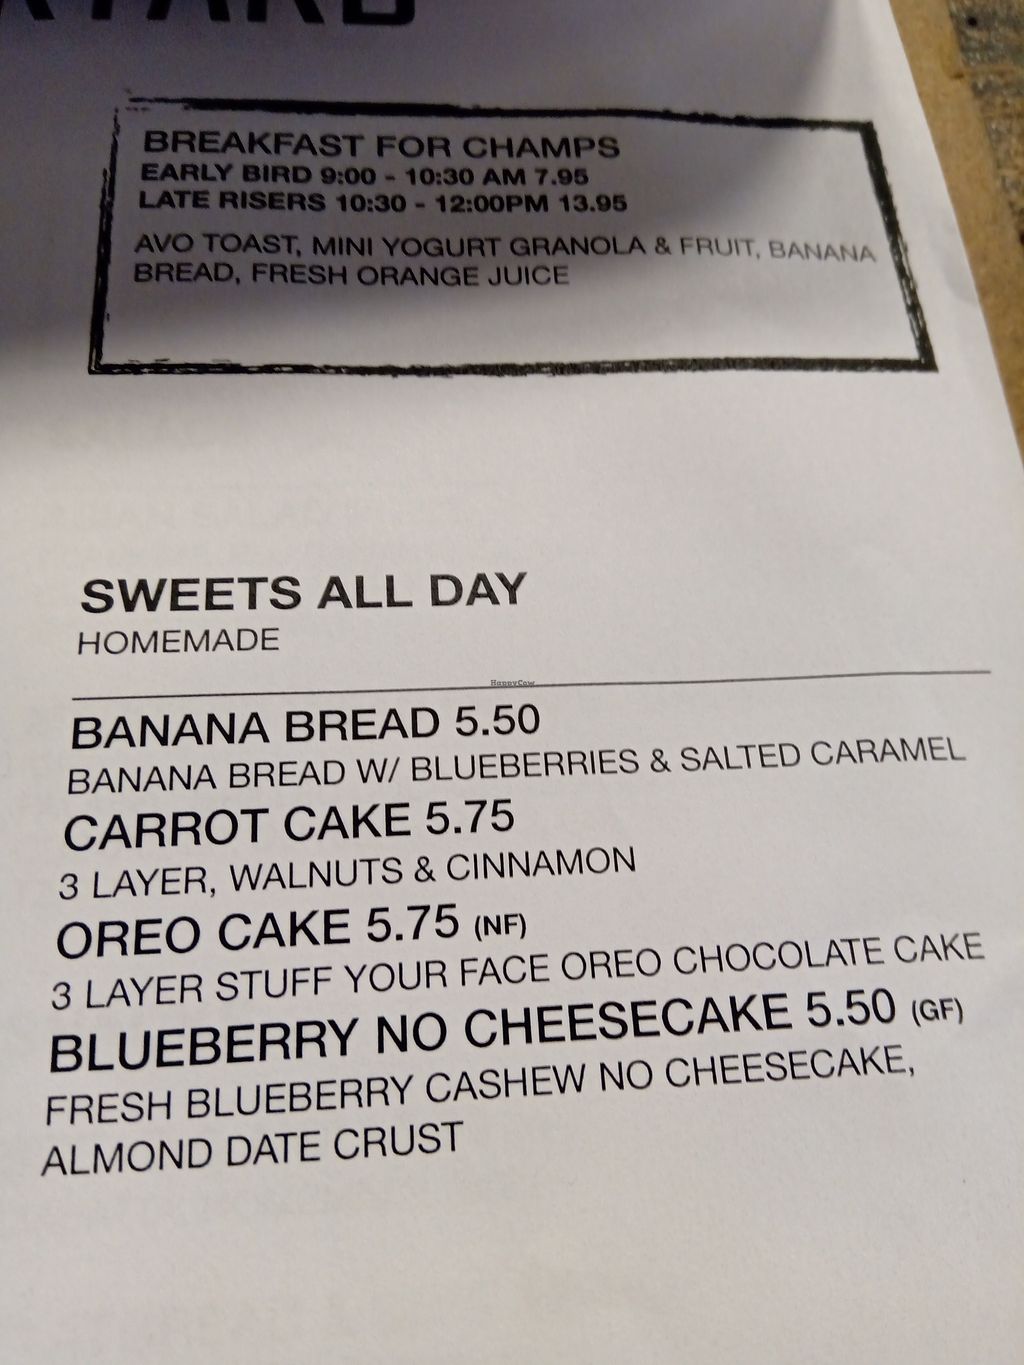 BREAKFAST FOR CHAMPS
EARLY BIRD 9:00 - 10:30 AM 7.95
LATE RISERS 10:30 - 12:00PM 13.95
AVO TOAST, MINI YOGURT GRANOLA & FRUIT, BANANA
BREAD, FRESH ORANGE JUICE
SWEETS ALL DAY
HOMEMADE
HappyCow
BANANA BREAD 5.50
BANANA BREAD W/ BLUEBERRIES & SALTED CARAMEL
CARROT CAKE 5.75
3 LAYER, WALNUTS & CINNAMON
OREO CAKE 5.75 (NF)
3 LAYER STUFF YOUR FACE OREO CHOCOLATE CAKE
BLUEBERRY NO CHEESECAKE 5.50 (GF)
FRESH BLUEBERRY CASHEW NO CHEESECAKE,
ALMOND DATE CRUST